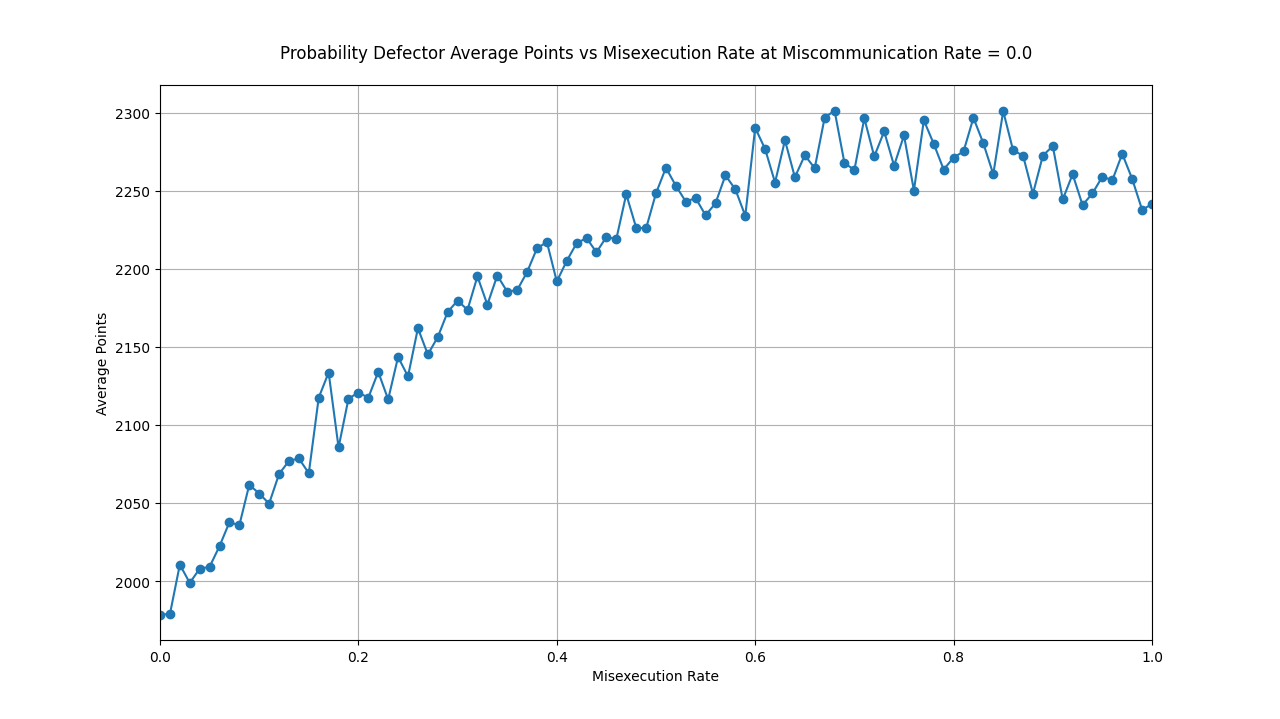 Probability Defector Average Points vs Misexecution Rate at Miscommunication Rate = 0.0
2300
2250
2200
2150
2100
2050
2000
Average Points
0.0 0.2 0.4 0.6 0.8 1.0
Misexecution Rate